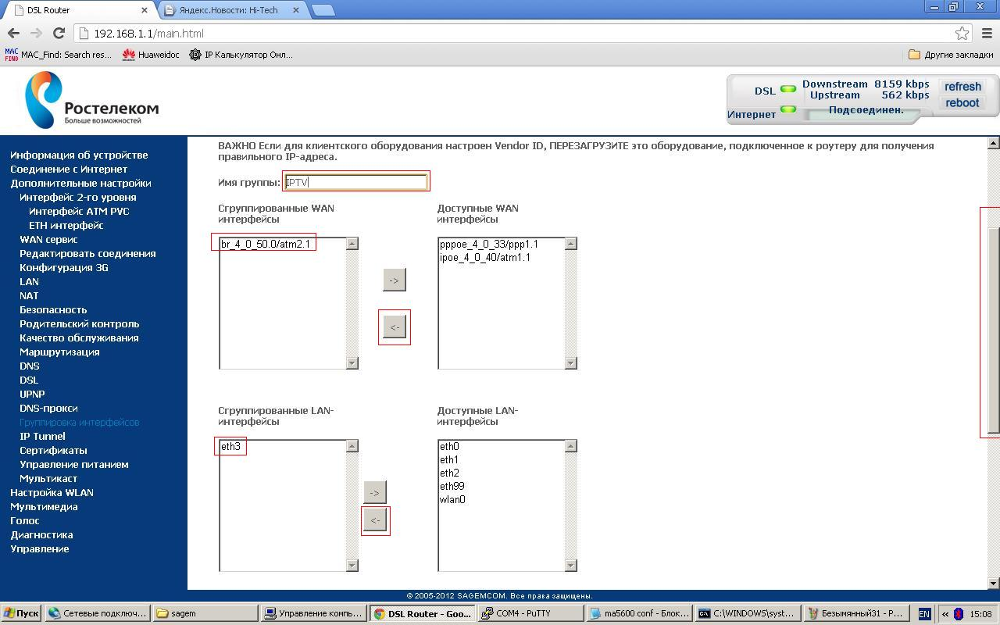 DSL Router
Яндекс.Новости: Hi-Tech
192.168.1.1/main.html
MAC FIND MAC_Find: Search res...
Huaweidoc
IP Калькулятор Онл...
Другие закладки
Ростелеком
Больше возможностей
DSL
Downstream 8159 kbps
Upstream 562 kbps
Интернет
Подсоединен.
refresh
reboot
Информация об устройстве
Соединение с Интернет
Дополнительные настройки
Интерфейс 2-го уровня
Интерфейс ATM PVC
ETH интерфейс
WAN сервис
Редактировать соединения
Конфигурация 3G
LAN
NAT
Безопасность
Родительский контроль
Качество обслуживания
Маршрутизация
DNS
DSL
UPNP
DNS-прокси
Группировка интерфейсов
IP Tunnel
Сертификаты
Управление питанием
Мультикаст
Настройка WLAN
Мультимедиа
Голос
Диагностика
Управление
ВАЖНО Если для клиентского оборудования настроен Vendor ID, ПЕРЕЗАГРУЗИТЕ это оборудование, подключенное к роутеру для получения
правильного IP-адреса.
Имя группы: IPTV
Сгруппированные WAN
интерфейсы
Доступные WAN
интерфейсы
br_4_0_50.0/atm2.1
pppoe_4_0_33/ppp1.1
ipoe_4_0_40/atm1.1
->
<-
Сгруппированные LAN-
интерфейсы
Доступные LAN-
интерфейсы
eth3
eth0
eth1
eth2
eth99
wlan0
->
<-
© 2005-2012 SAGEMCOM. Все права защищены.
Пуск
Сетевые подключ...
sagem
Управление компь...
DSL Router - Goo...
COM4 - PuTTY
ma5600 conf - Блок...
C:\WINDOWS\syst...
Безымянный31 - P...
EN
«
15:08